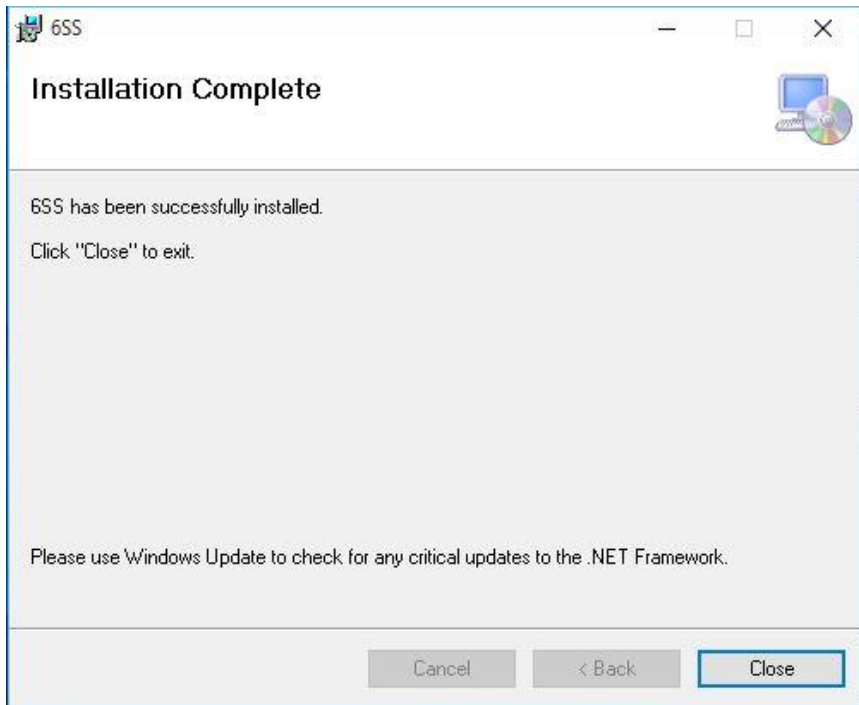 6SS
Installation Complete
6SS has been successfully installed.
Click "Close" to exit.
Please use Windows Update to check for any critical updates to the .NET Framework.
Cancel
< Back
Close